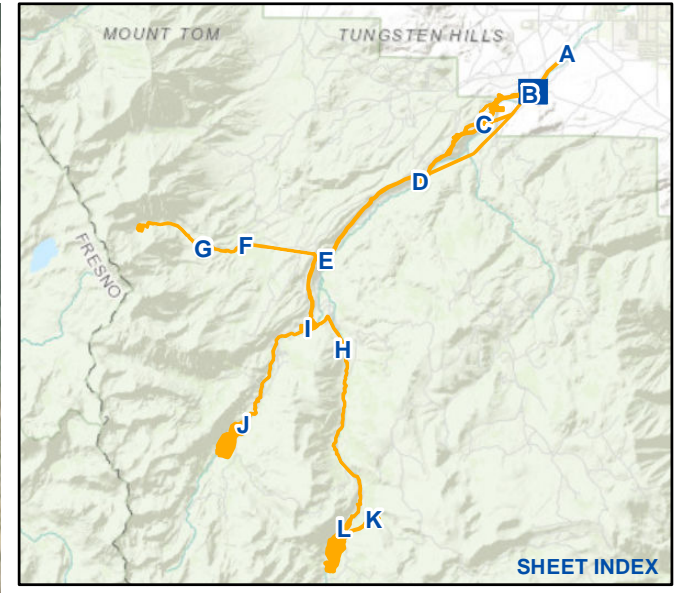 MOUNT TOM
TUNGSTEN HILLS
A
B
C
D
E
F
G
FRESNO
I
H
J
K
L
SHEET INDEX